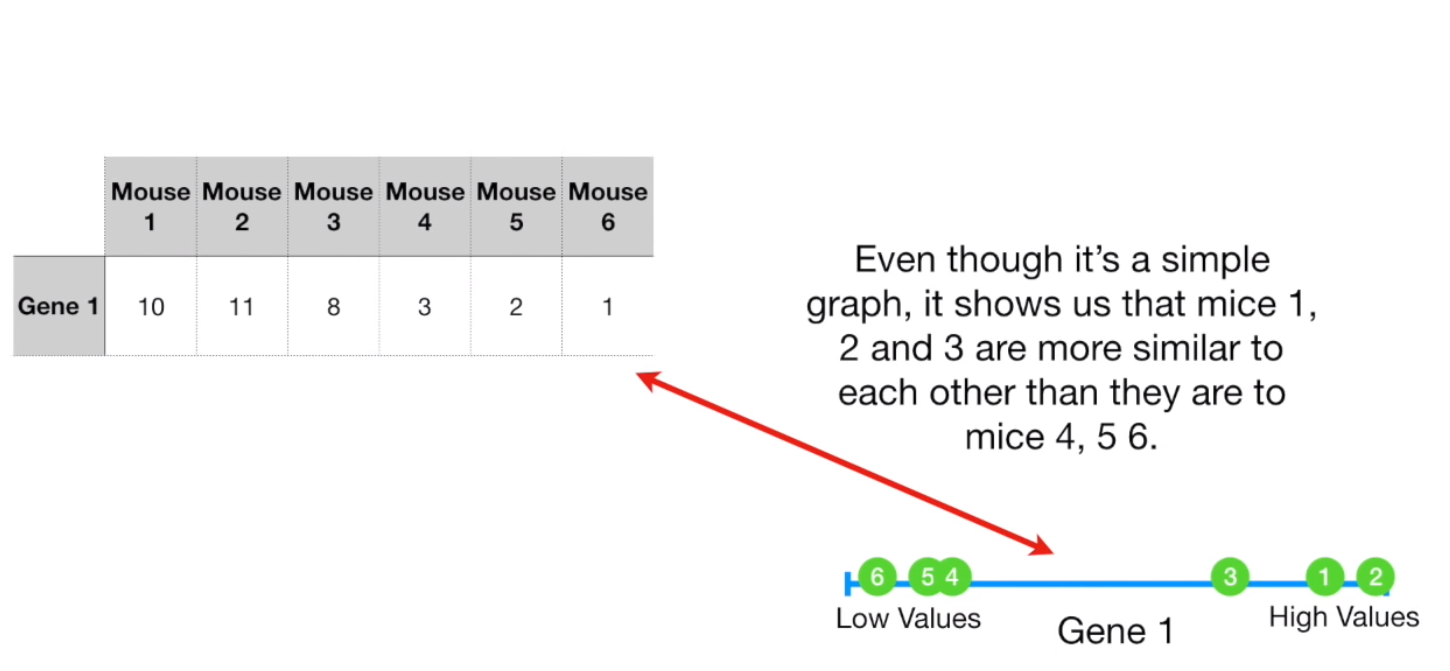 Mouse Mouse Mouse Mouse Mouse Mouse
1 2 3 4 5 6
Gene 1 10 11 8 3 2 1
Even though it's a simple
graph, it shows us that mice 1,
2 and 3 are more similar to
each other than they are to
mice 4, 5 6.
6 5 4 3 1 2
Low Values High Values
Gene 1